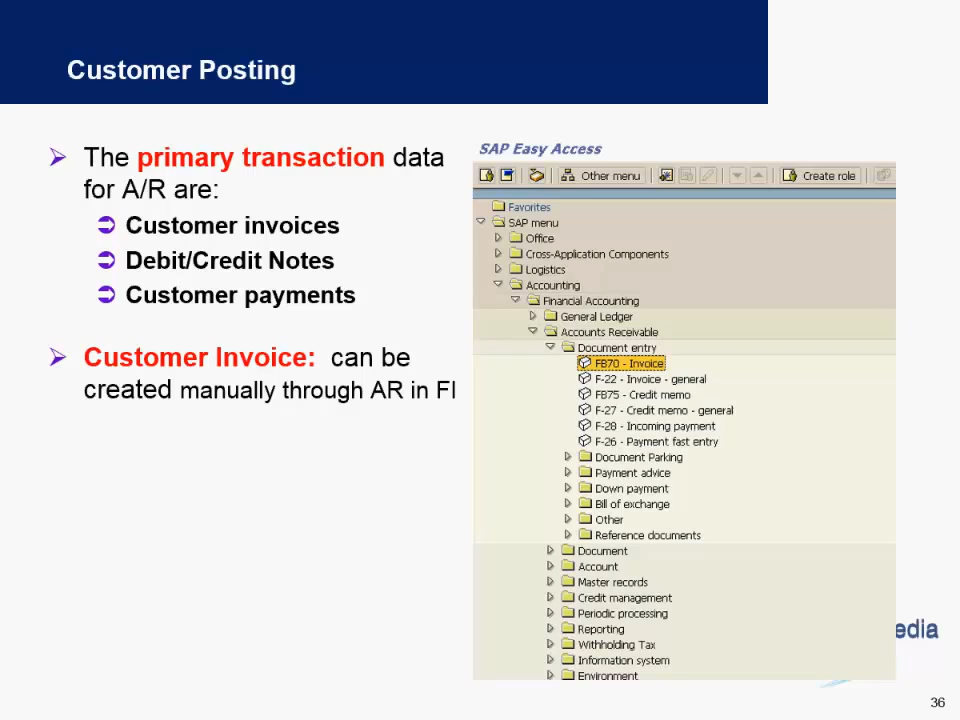 Customer Posting
The primary transaction data
for A/R are:
Customer invoices
Debit/Credit Notes
Customer payments
Customer Invoice: can be
created manually through AR in FI
SAP Easy Access
Other menu
Create role
Favorites
SAP menu
Office
Cross-Application Components
Logistics
Accounting
Financial Accounting
General Ledger
Accounts Receivable
Document entry
FB70 - Invoice
F-22 - Invoice - general
FB75 - Credit memo
F-27 - Credit memo - general
F-28 - Incoming payment
F-26 - Payment fast entry
Document Parking
Payment advice
Down payment
Bill of exchange
Other
Reference documents
Document
Account
Master records
Credit management
Periodic processing
Reporting
Withholding Tax
Information system
Environment
edia
36